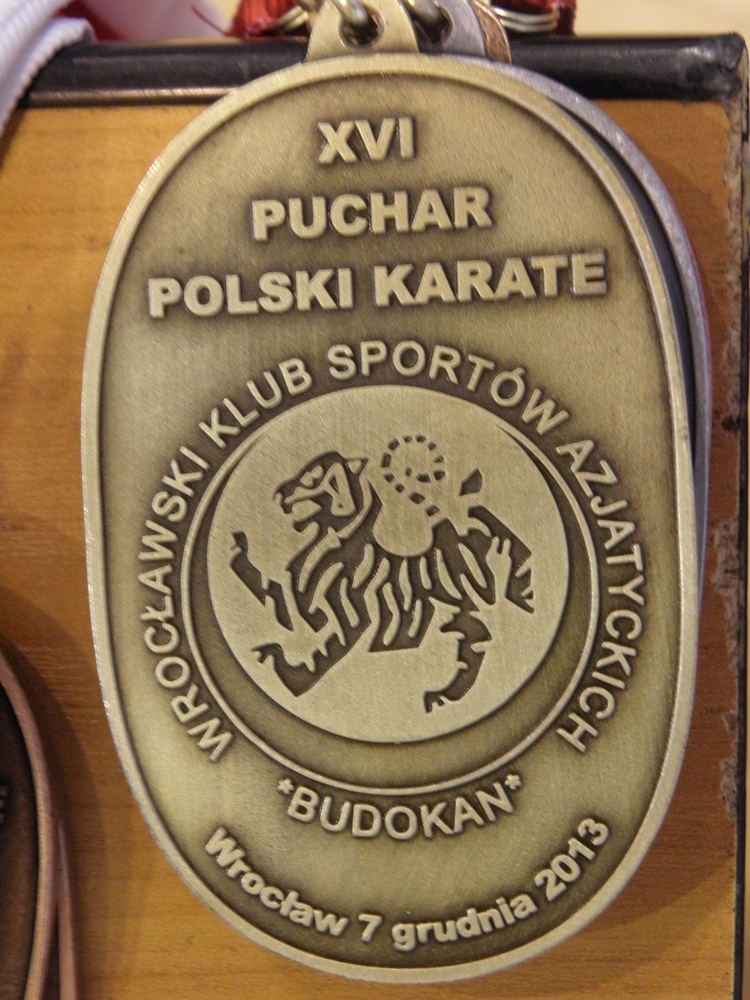 XVI
PUCHAR
POLSKI KARATE
WROCŁAWSKI KLUB SPORTÓW AZJATYCKICH
*BUDOKAN*
Wrocław 7 grudnia 2013